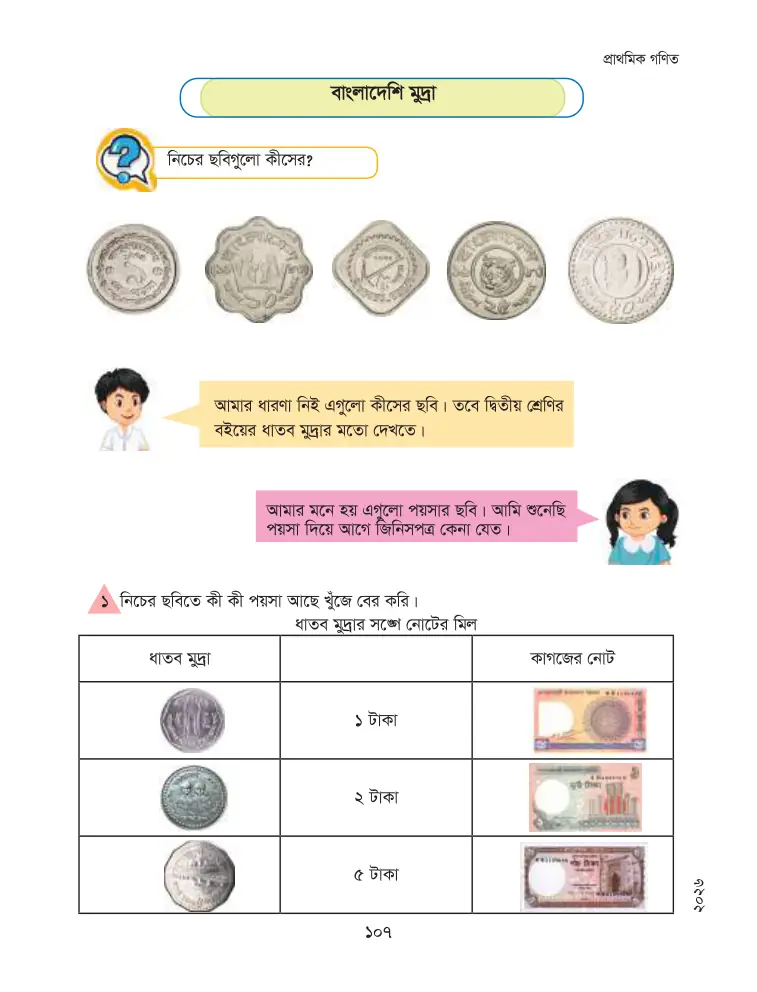 প্রাথমিক গণিত
বাংলাদেশি মুদ্রা
নিচের ছবিগুলো কীসের?
আমার ধারণা নিই এগুলো কীসের ছবি। তবে দ্বিতীয় শ্রেণির
বইয়ের ধাতব মুদ্রার মতো দেখতে।
আমার মনে হয় এগুলো পয়সার ছবি। আমি শুনেছি
পয়সা দিয়ে আগে জিনিসপত্র কেনা যেত।
১ নিচের ছবিতে কী কী পয়সা আছে খুঁজে বের করি।
ধাতব মুদ্রার সঙ্গে নোটের মিল
ধাতব মুদ্রা কাগজের নোট
১ টাকা
২ টাকা
৫ টাকা
২০২৬
১০৭